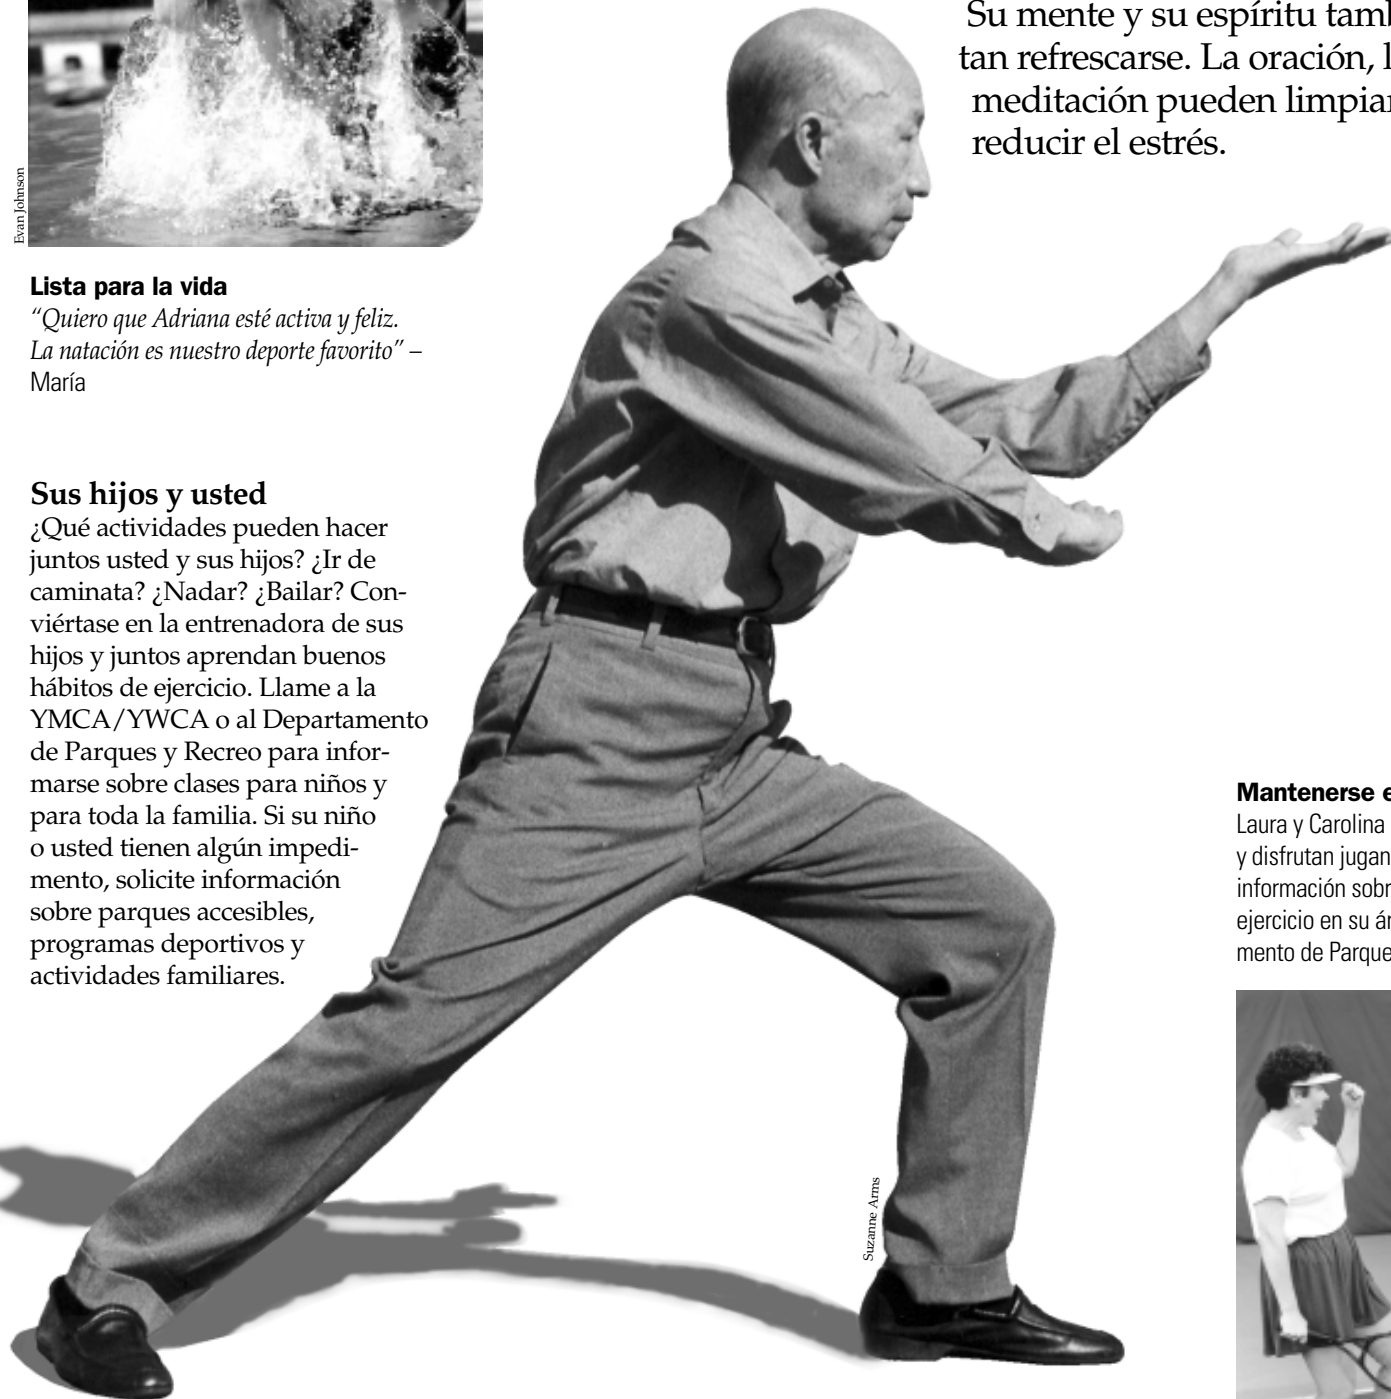 Evan Johnson
Lista para la vida
“Quiero que Adriana esté activa y feliz.
La natación es nuestro deporte favorito” –
María
Sus hijos y usted
¿Qué actividades pueden hacer
juntos usted y sus hijos? ¿Ir de
caminata? ¿Nadar? ¿Bailar? Con-
viértase en la entrenadora de sus
hijos y juntos aprendan buenos
hábitos de ejercicio. Llame a la
YMCA/YWCA o al Departamento
de Parques y Recreo para infor-
marse sobre clases para niños y
para toda la familia. Si su niño
o usted tienen algún impedi-
mento, solicite información
sobre parques accesibles,
programas deportivos y
actividades familiares.
Su mente y su espíritu
tan refrescarse. La oración,
meditación pueden limpiar
reducir el estrés.
Suzanne Arms
Mantenerse
Laura y Carolina
y disfrutan
información
ejercicio en su
mento de